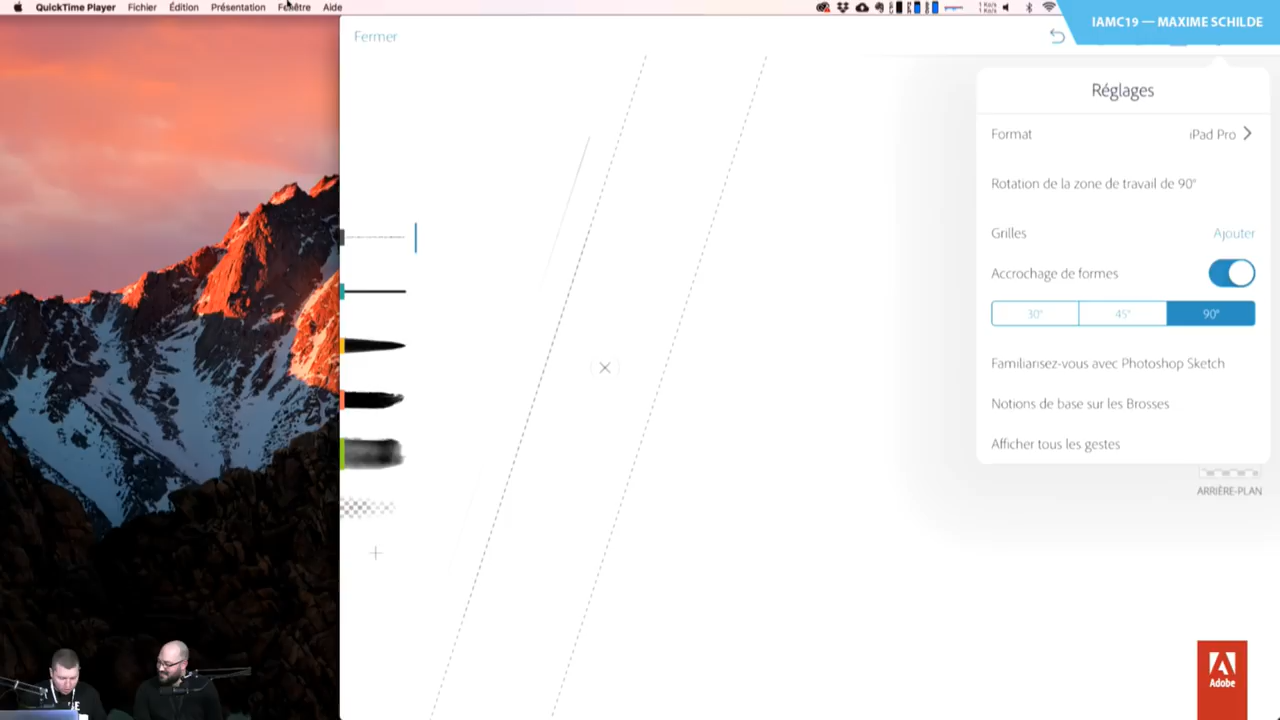 QuickTime Player Fichier Édition Présentation Fenêtre Aide
IAMC19 — MAXIME SCHILDE
Fermer
Réglages
Format iPad Pro
Rotation de la zone de travail de 90°
Grilles Ajouter
Accrochage de formes
30° 45° 90°
Familiarisez-vous avec Photoshop Sketch
Notions de base sur les Brosses
Afficher tous les gestes
ARRIÈRE-PLAN
Adobe